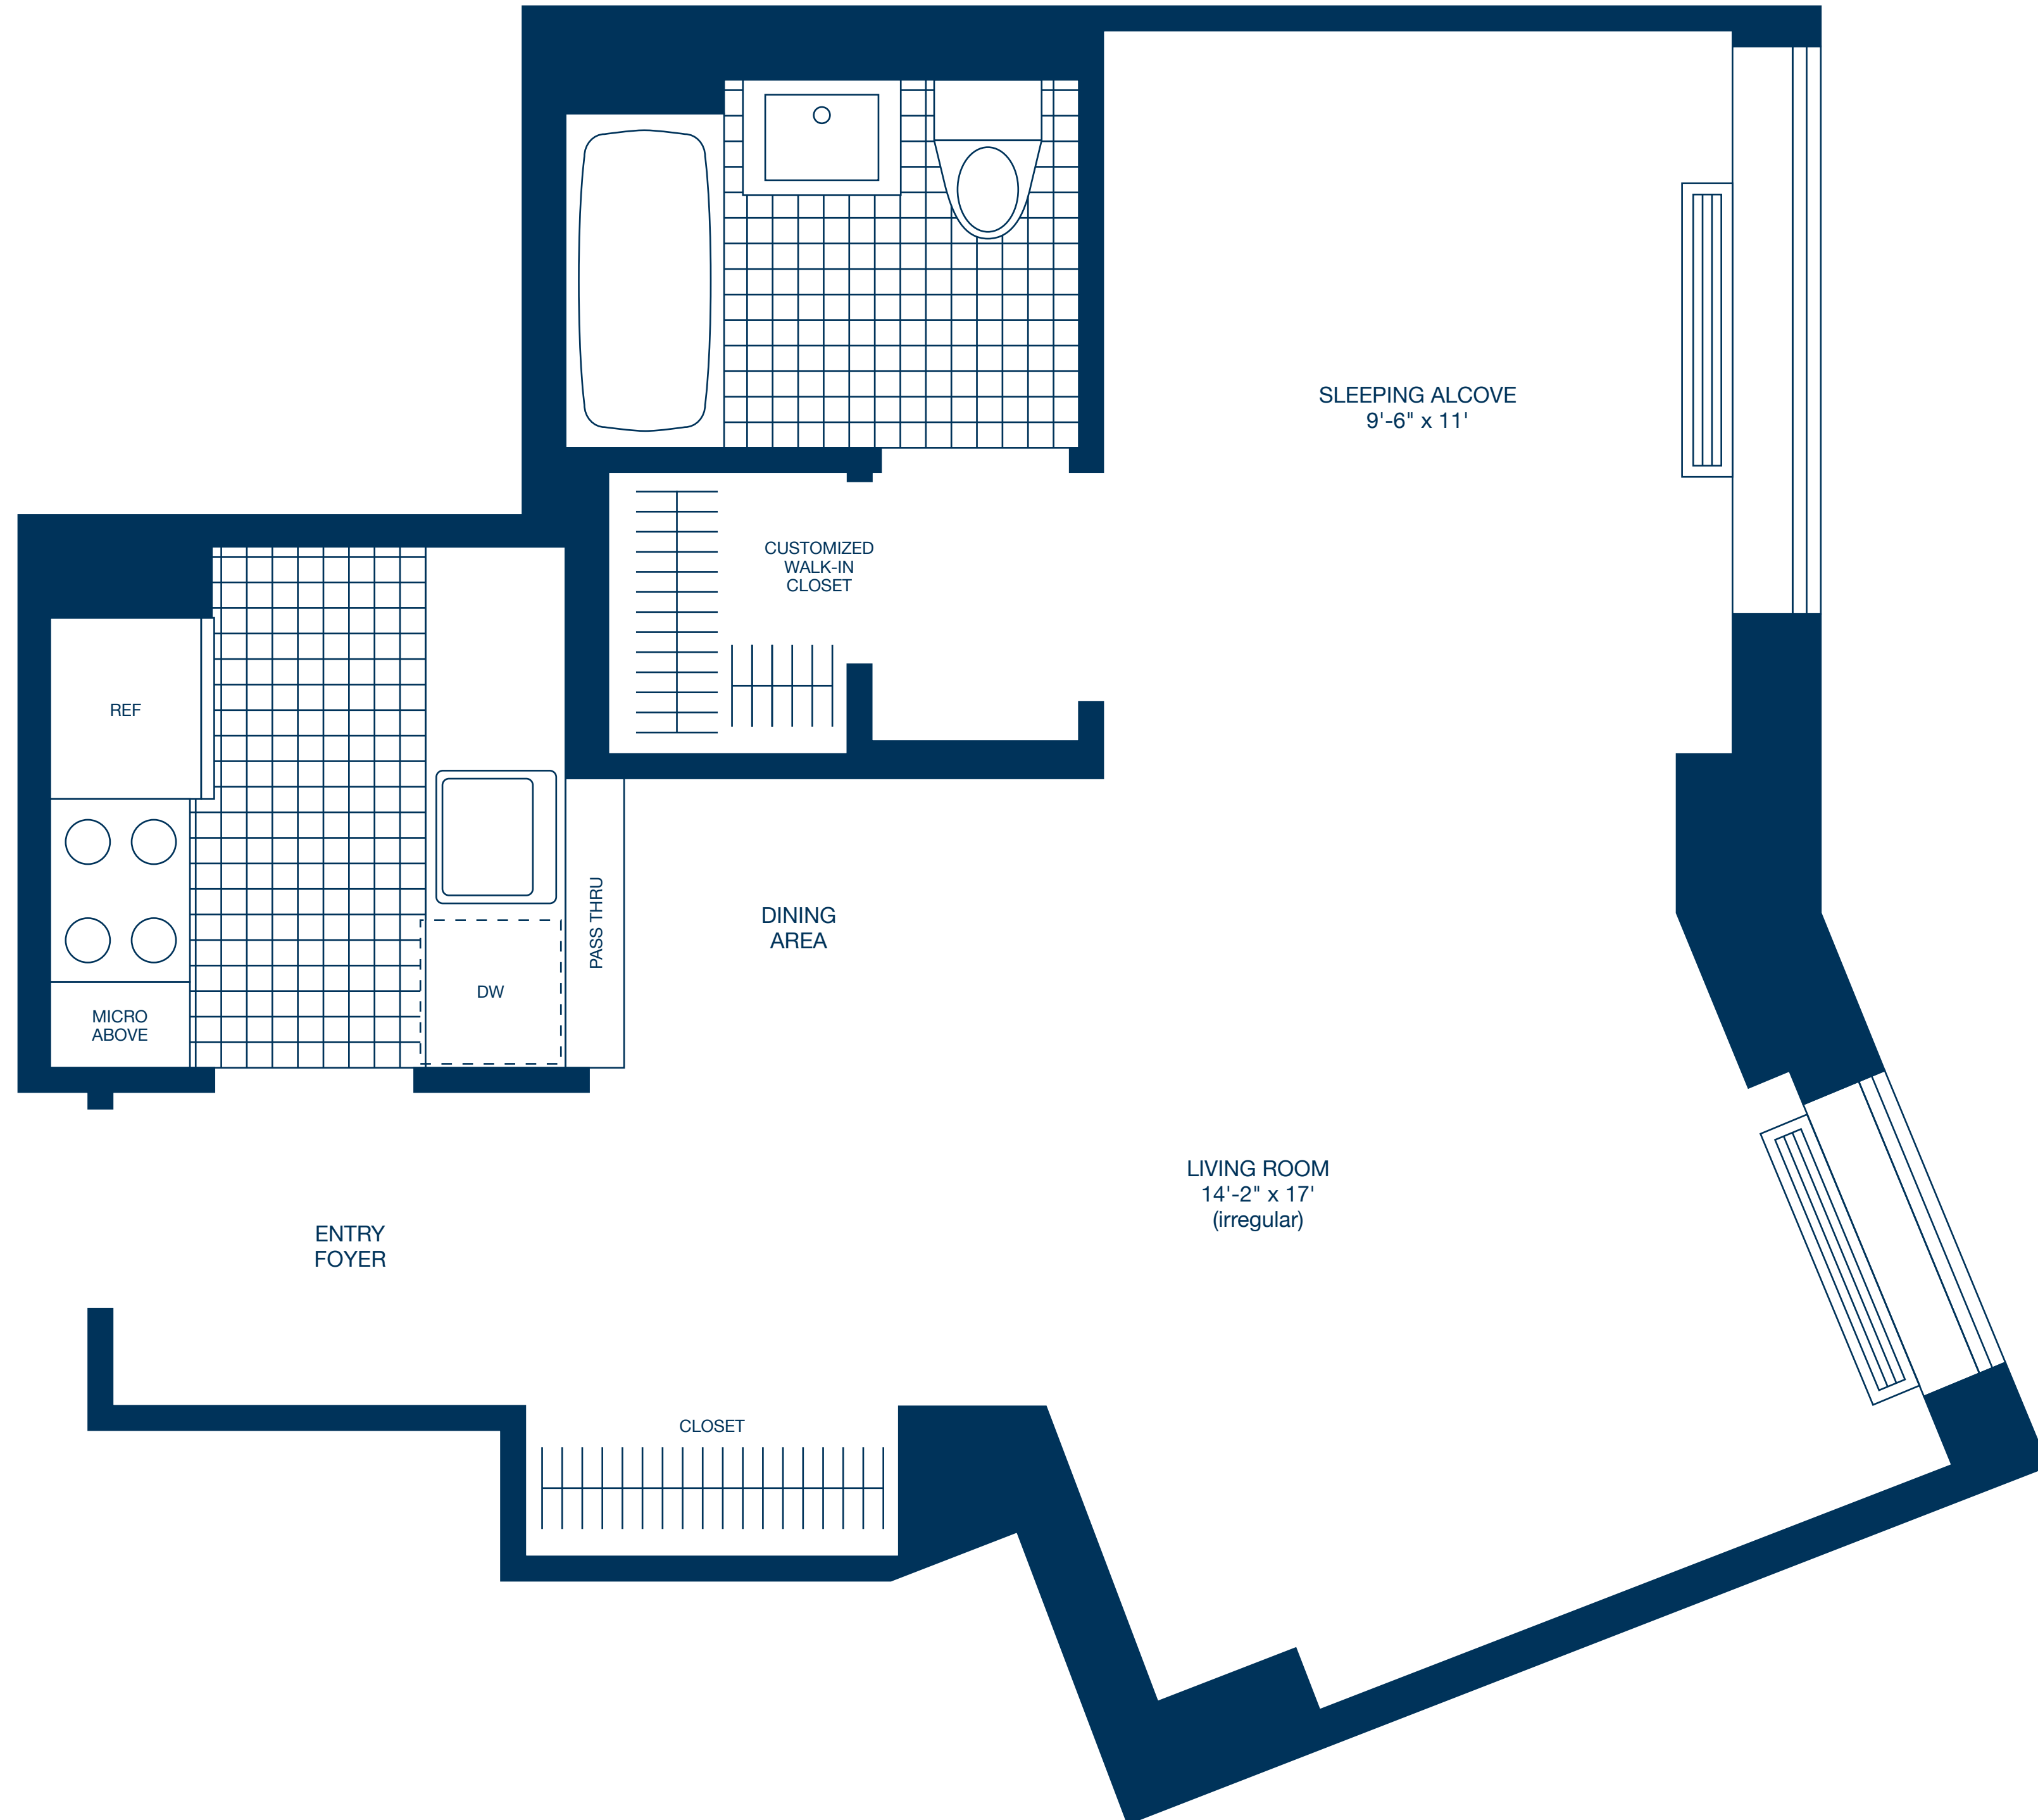 SLEEPING ALCOVE
9'-6" x 11'
CUSTOMIZED
WALK-IN
CLOSET
REF
DINING
AREA
PASS THRU
DW
MICRO
ABOVE
LIVING ROOM
14'-2" x 17'
(irregular)
ENTRY
FOYER
CLOSET